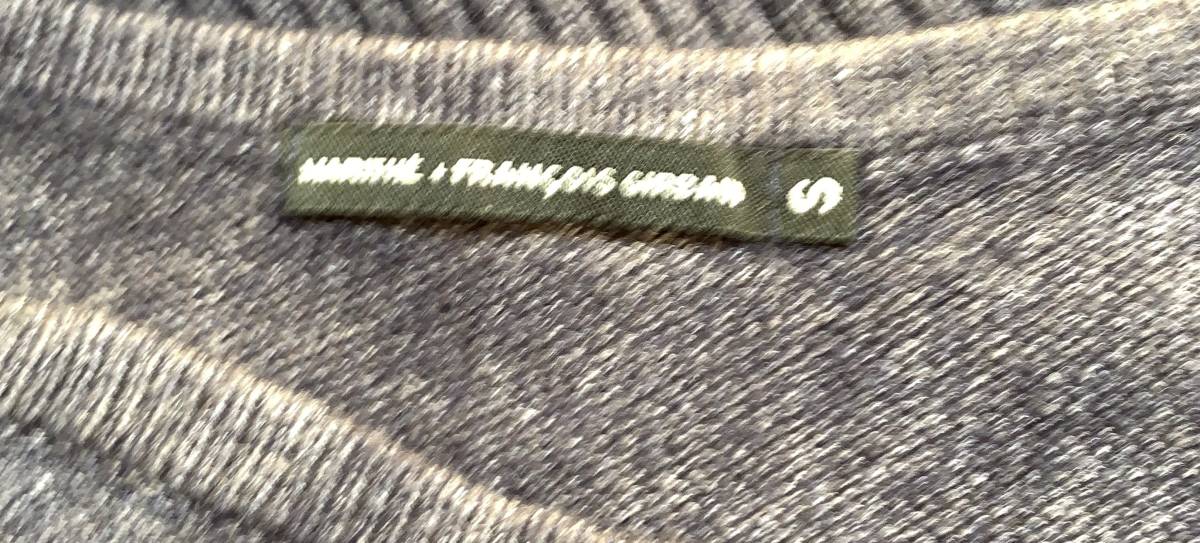 MARITHÉ + FRANÇOIS GIRBAUD S